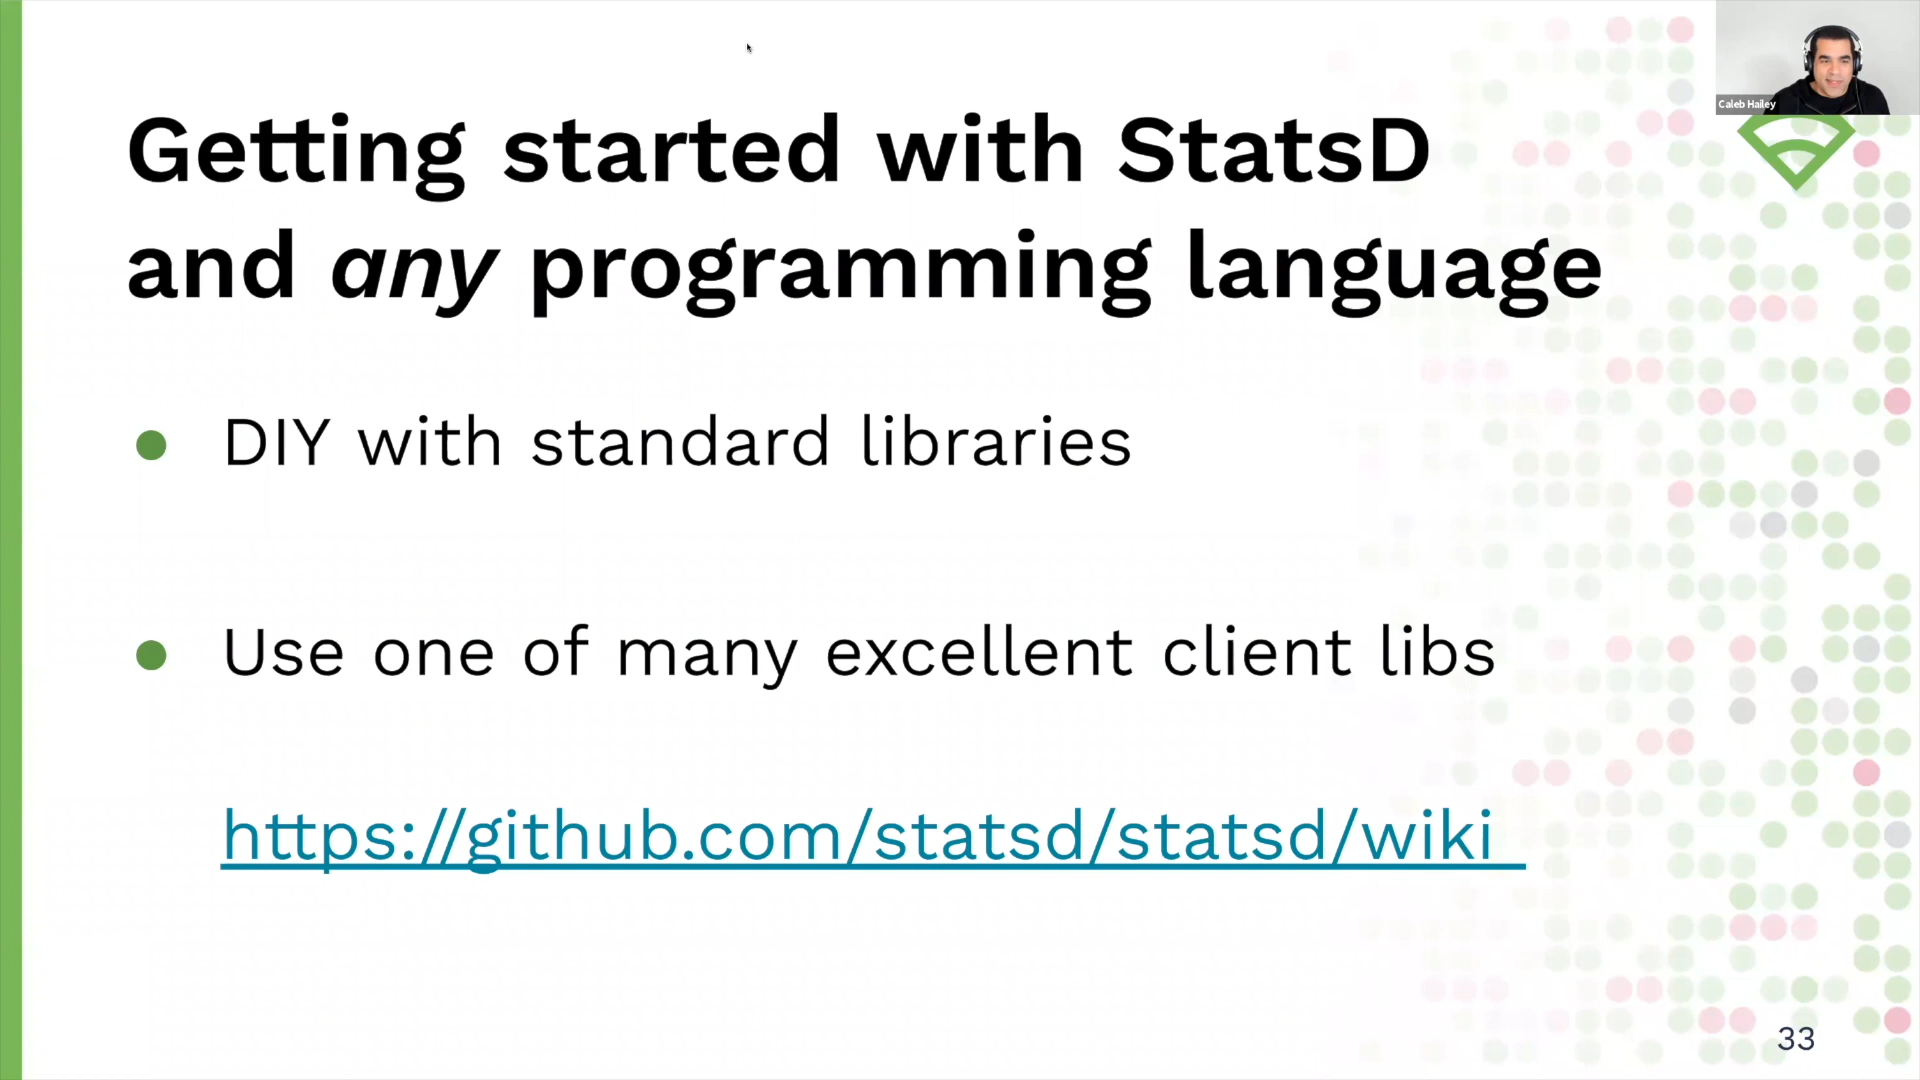 Caleb Hailey
Getting started with StatsD
and any programming language
DIY with standard libraries
Use one of many excellent client libs
https://github.com/statsd/statsd/wiki
33